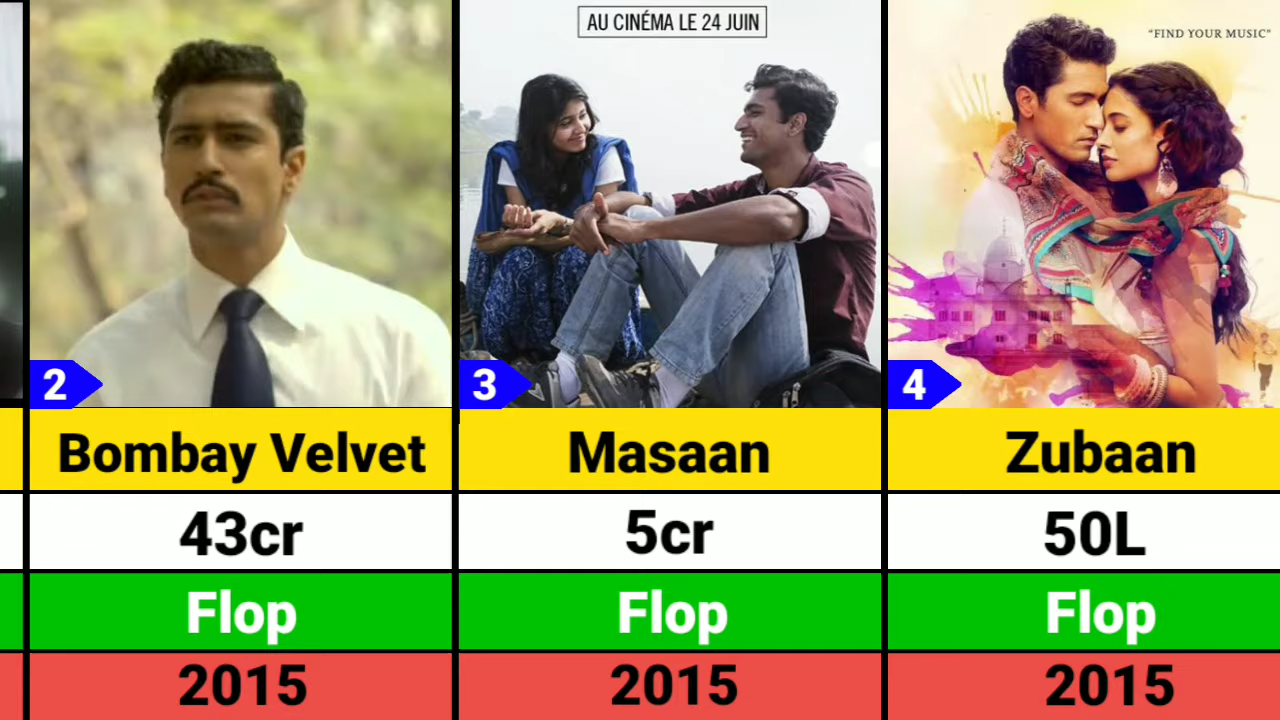 2
Bombay Velvet
43cr
Flop
2015
AU CINÉMA LE 24 JUIN
3
Masaan
5cr
Flop
2015
"FIND YOUR MUSIC"
4
Zubaan
50L
Flop
2015